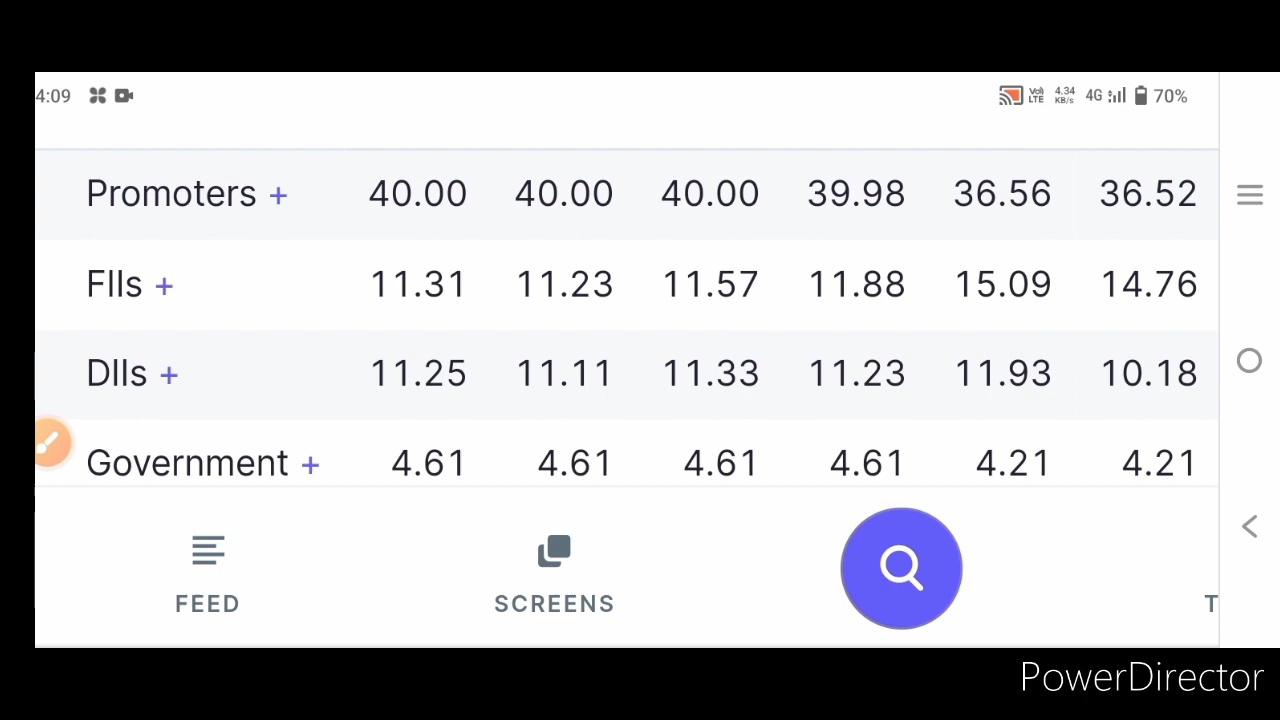 4:09 Vo) LTE 4.34 KB/s 4G 70%
Promoters + 40.00 40.00 40.00 39.98 36.56 36.52
FIIs + 11.31 11.23 11.57 11.88 15.09 14.76
DIIs + 11.25 11.11 11.33 11.23 11.93 10.18
Government + 4.61 4.61 4.61 4.61 4.21 4.21
FEED SCREENS T
PowerDirector